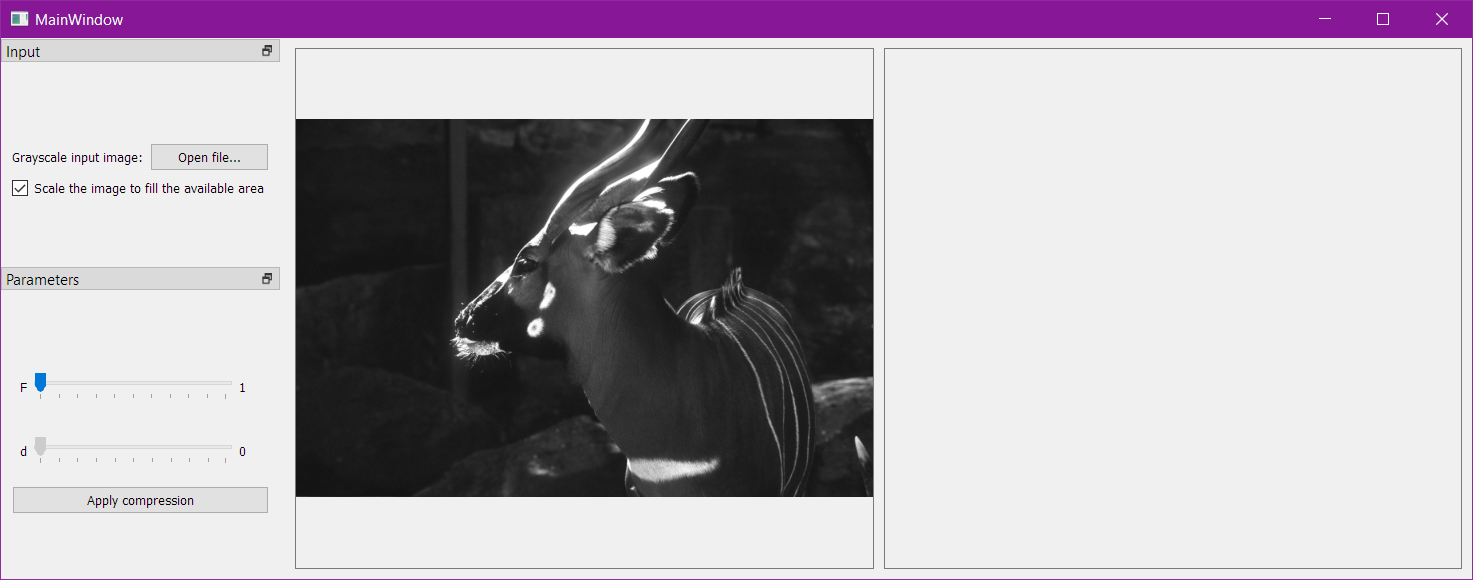 MainWindow
Input
Grayscale input image: Open file...
Scale the image to fill the available area
Parameters
F 1
d 0
Apply compression